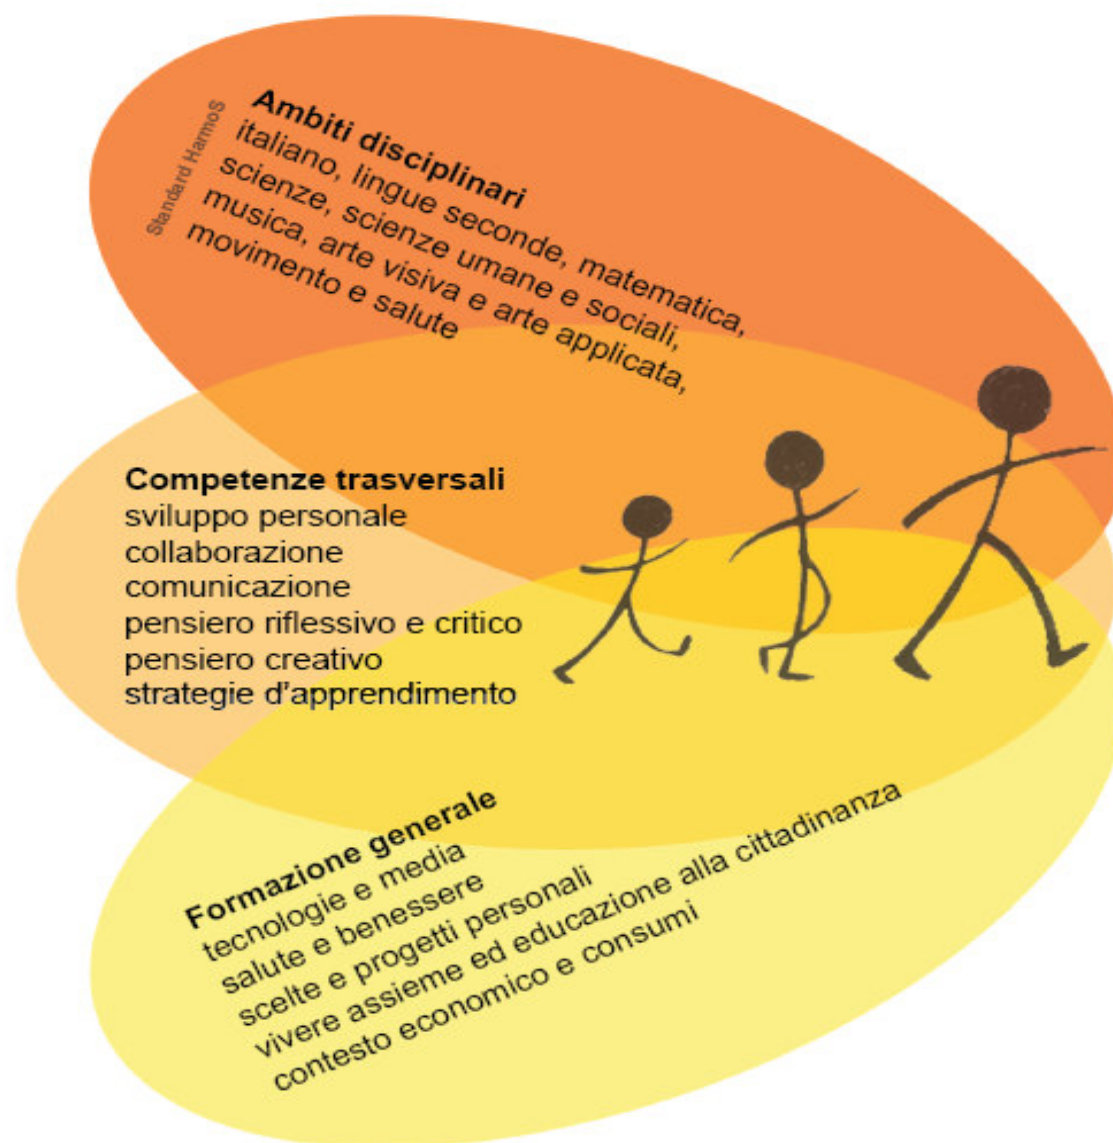 Standard HarmoS
Ambiti disciplinari
italiano, lingue seconde, matematica,
scienze, scienze umane e sociali,
musica, arte visiva e arte applicata,
movimento e salute
Competenze trasversali
sviluppo personale
collaborazione
comunicazione
pensiero riflessivo e critico
pensiero creativo
strategie d'apprendimento
Formazione generale
tecnologie e media
salute e benessere
scelte e progetti personali
vivere assieme ed educazione alla cittadinanza
contesto economico e consumi